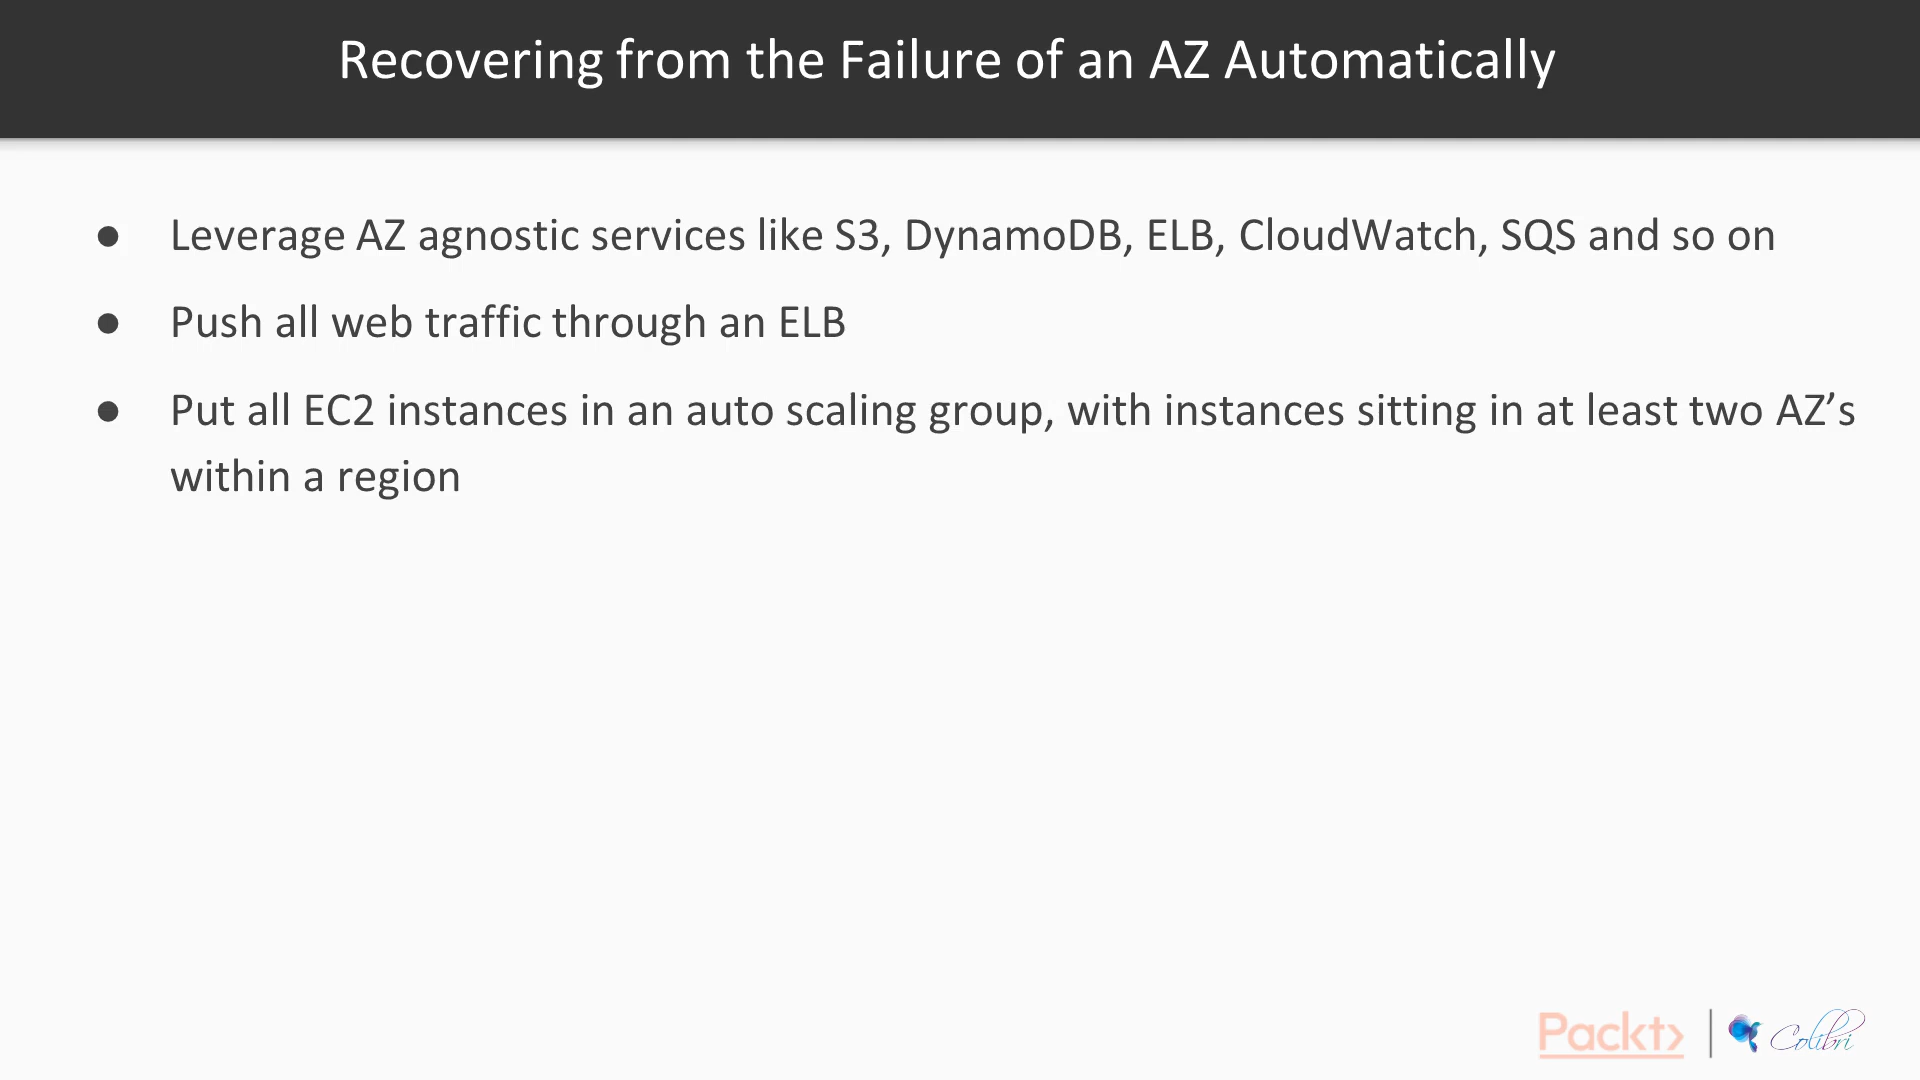 Recovering from the Failure of an AZ Automatically
● Leverage AZ agnostic services like S3, DynamoDB, ELB, CloudWatch, SQS and so on
● Push all web traffic through an ELB
● Put all EC2 instances in an auto scaling group, with instances sitting in at least two AZ’s
within a region
Packt> | Colibri